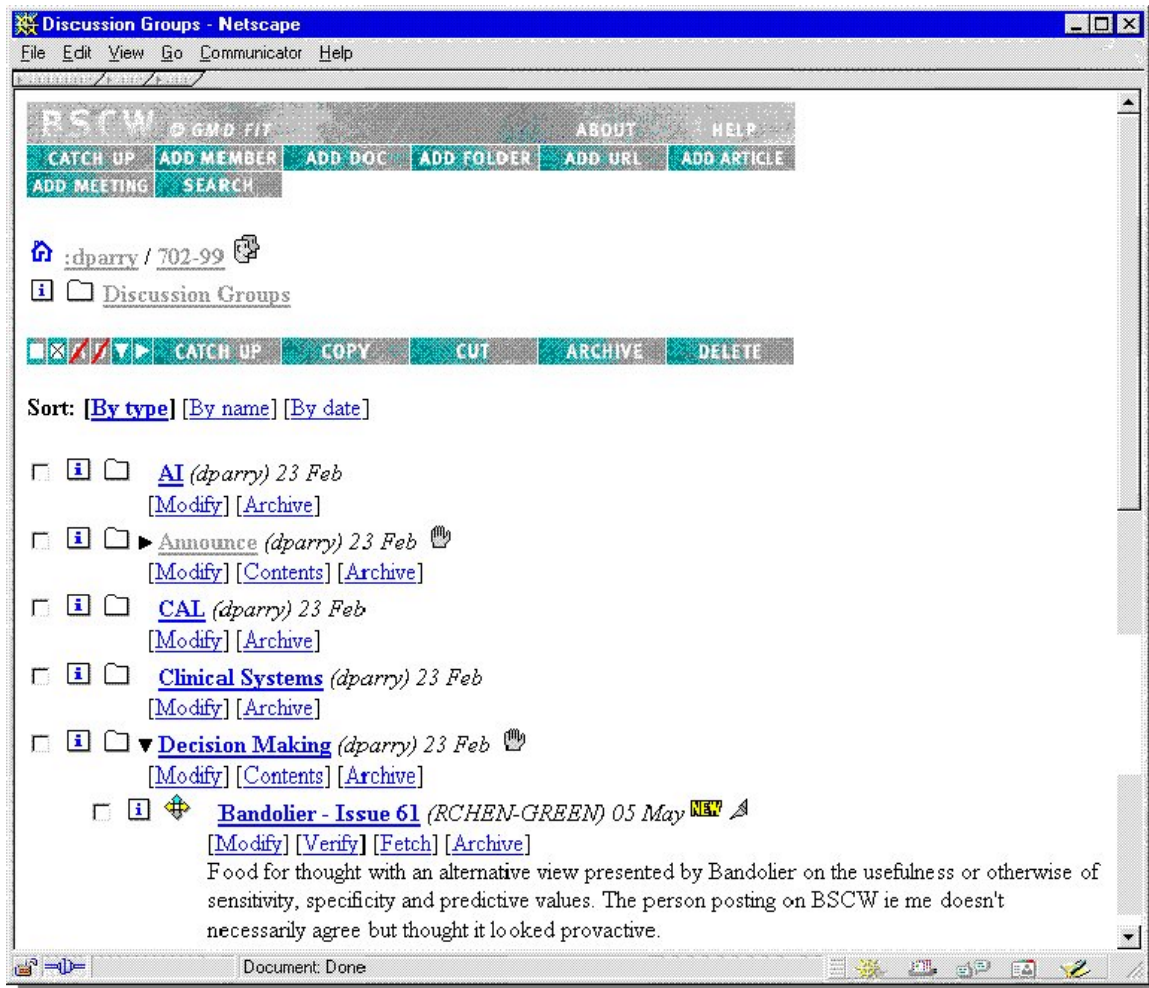 Discussion Groups - Netscape
File Edit View Go Communicator Help
BSCW © GMD FIT ABOUT HELP
CATCH UP ADD MEMBER ADD DOC ADD FOLDER ADD URL ADD ARTICLE
ADD MEETING SEARCH
:dparry / 702-99
i Discussion Groups
CATCH UP COPY CUT ARCHIVE DELETE
Sort: [By type] [By name] [By date]
i AI (dparry) 23 Feb
[Modify] [Archive]
i Announce (dparry) 23 Feb
[Modify] [Contents] [Archive]
i CAL (dparry) 23 Feb
[Modify] [Archive]
i Clinical Systems (dparry) 23 Feb
[Modify] [Archive]
i Decision Making (dparry) 23 Feb
[Modify] [Contents] [Archive]
i Bandolier - Issue 61 (RCHEN-GREEN) 05 May NEW
[Modify] [Verify] [Fetch] [Archive]
Food for thought with an alternative view presented by Bandolier on the usefulness or otherwise of
sensitivity, specificity and predictive values. The person posting on BSCW ie me doesn't
necessarily agree but thought it looked provactive.
Document: Done